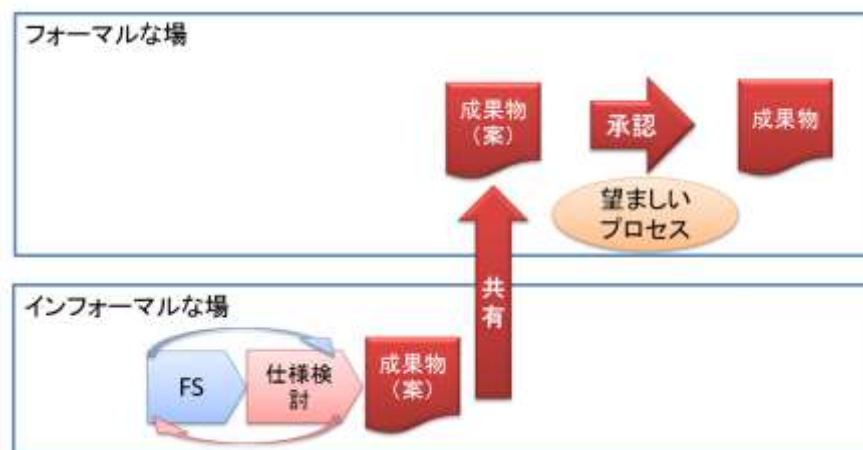 フォーマルな場
成果物
（案）
承認
成果物
望ましい
プロセス
共有
インフォーマルな場
FS
仕様検
討
成果物
（案）